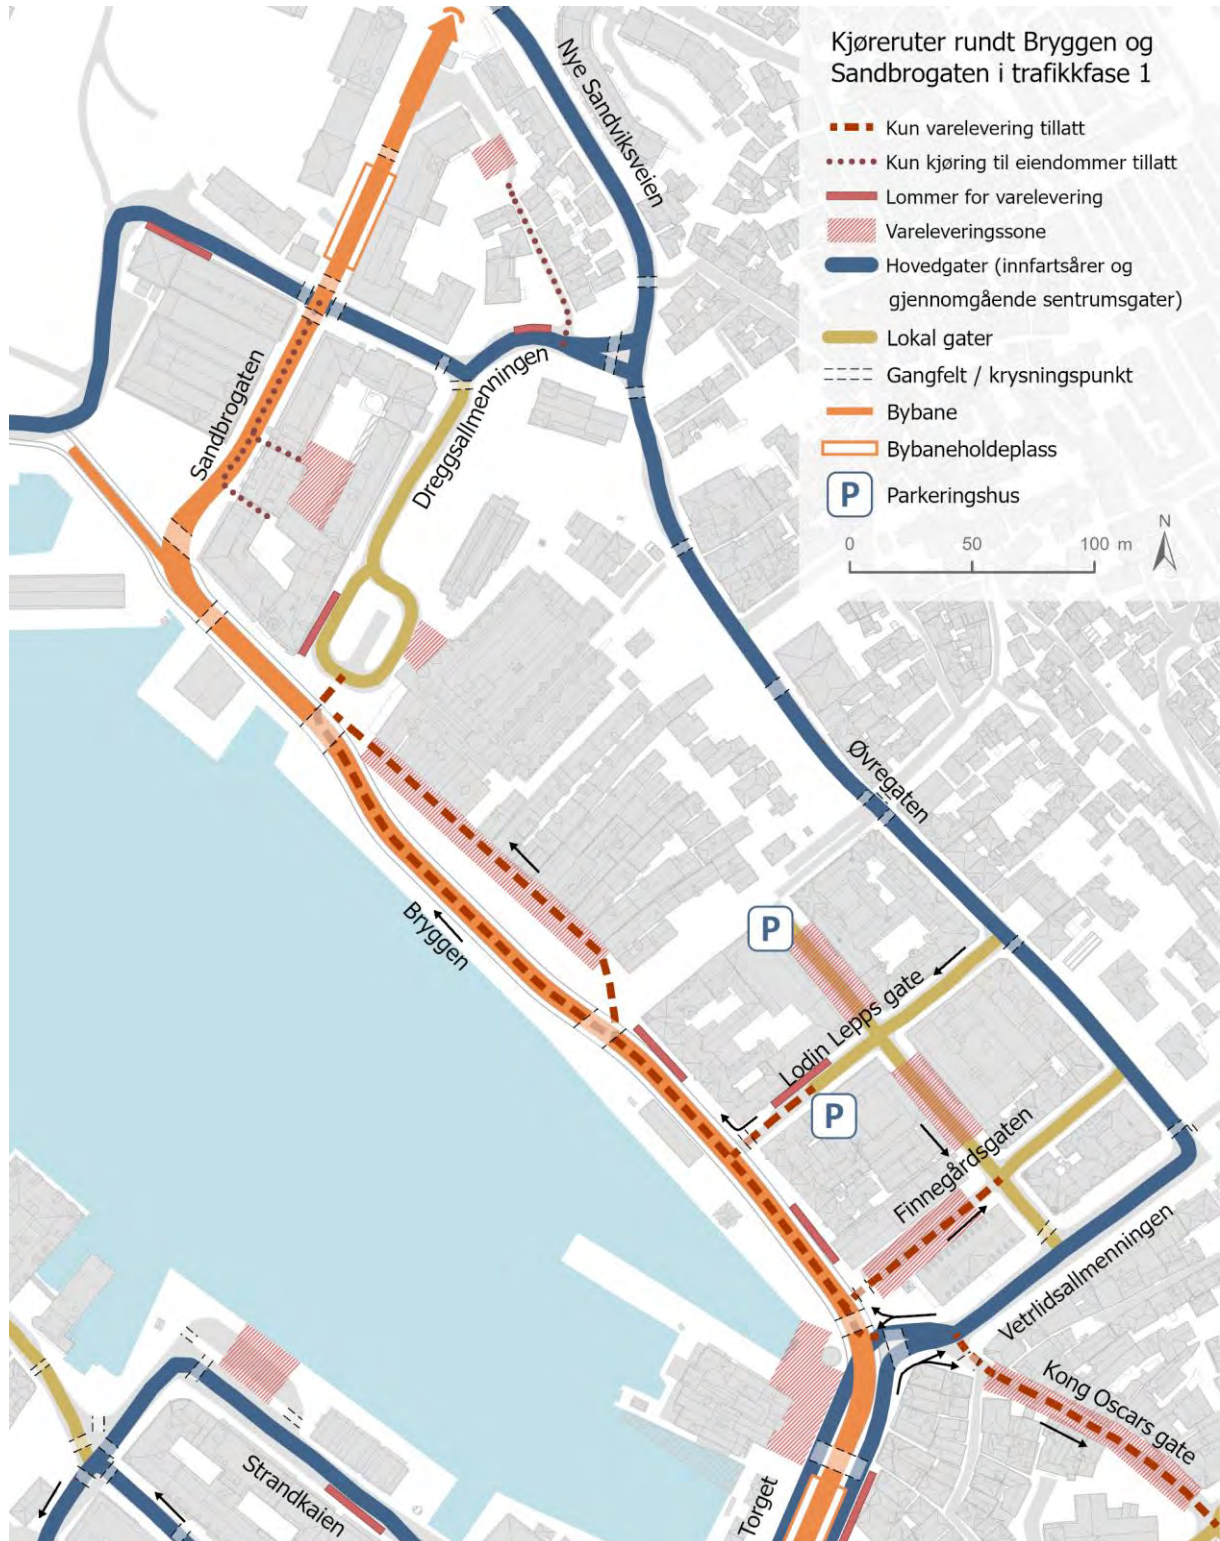 Kjøreruter rundt Bryggen og
Sandbrogaten i trafikkfase 1
Kun varelevering tillatt
Kun kjøring til eiendommer tillatt
Lommer for varelevering
Vareleveringssone
Hovedgater (innfartsårer og
gjennomgående sentrumsgater)
Lokal gater
Gangfelt / krysningspunkt
Bybane
Bybaneholdeplass
P Parkeringshus
0 50 100 m
N
Nye Sandviksveien
Sandbrogaten
Dreggsallmenningen
Øvregaten
Bryggen
P
Lodin Lepps gate
P
Finnegårdsgaten
Vetrlidsallmenningen
Kong Oscars gate
Strandkaien
Torget